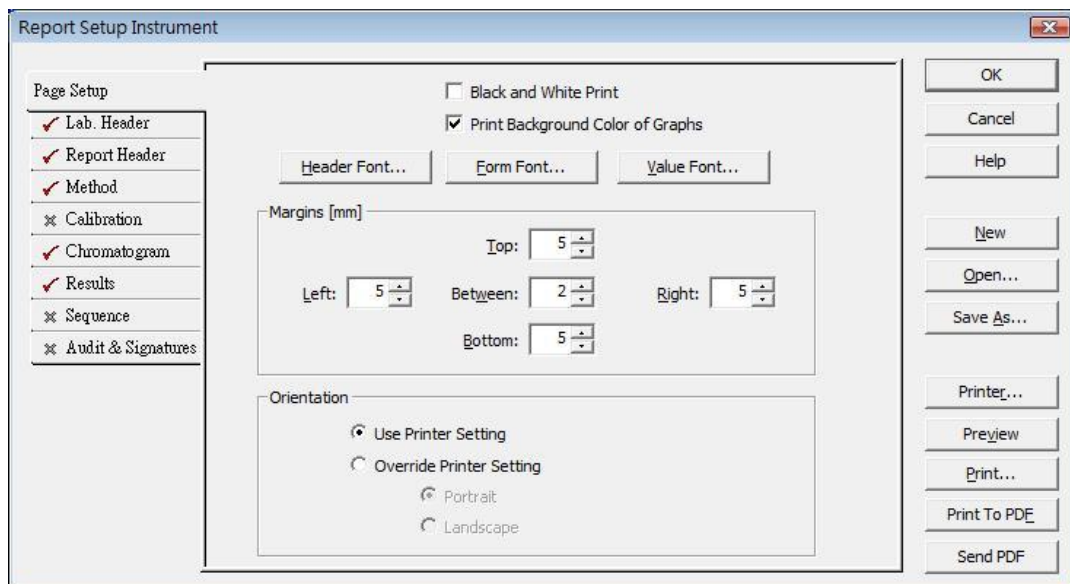 Report Setup Instrument
Page Setup
Lab. Header
Report Header
Method
Calibration
Chromatogram
Results
Sequence
Audit & Signatures
Black and White Print
Print Background Color of Graphs
Header Font... Form Font... Value Font...
Margins [mm]
Top: 5
Left: 5 Between: 2 Right: 5
Bottom: 5
Orientation
Use Printer Setting
Override Printer Setting
Portrait
Landscape
OK
Cancel
Help
New
Open...
Save As...
Printer...
Preview
Print...
Print To PDF
Send PDF